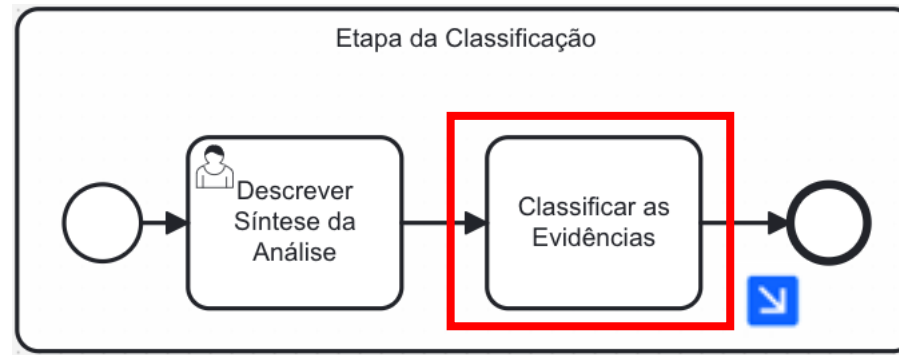 Etapa da Classificação
Descrever
Síntese da
Análise
Classificar as
Evidências